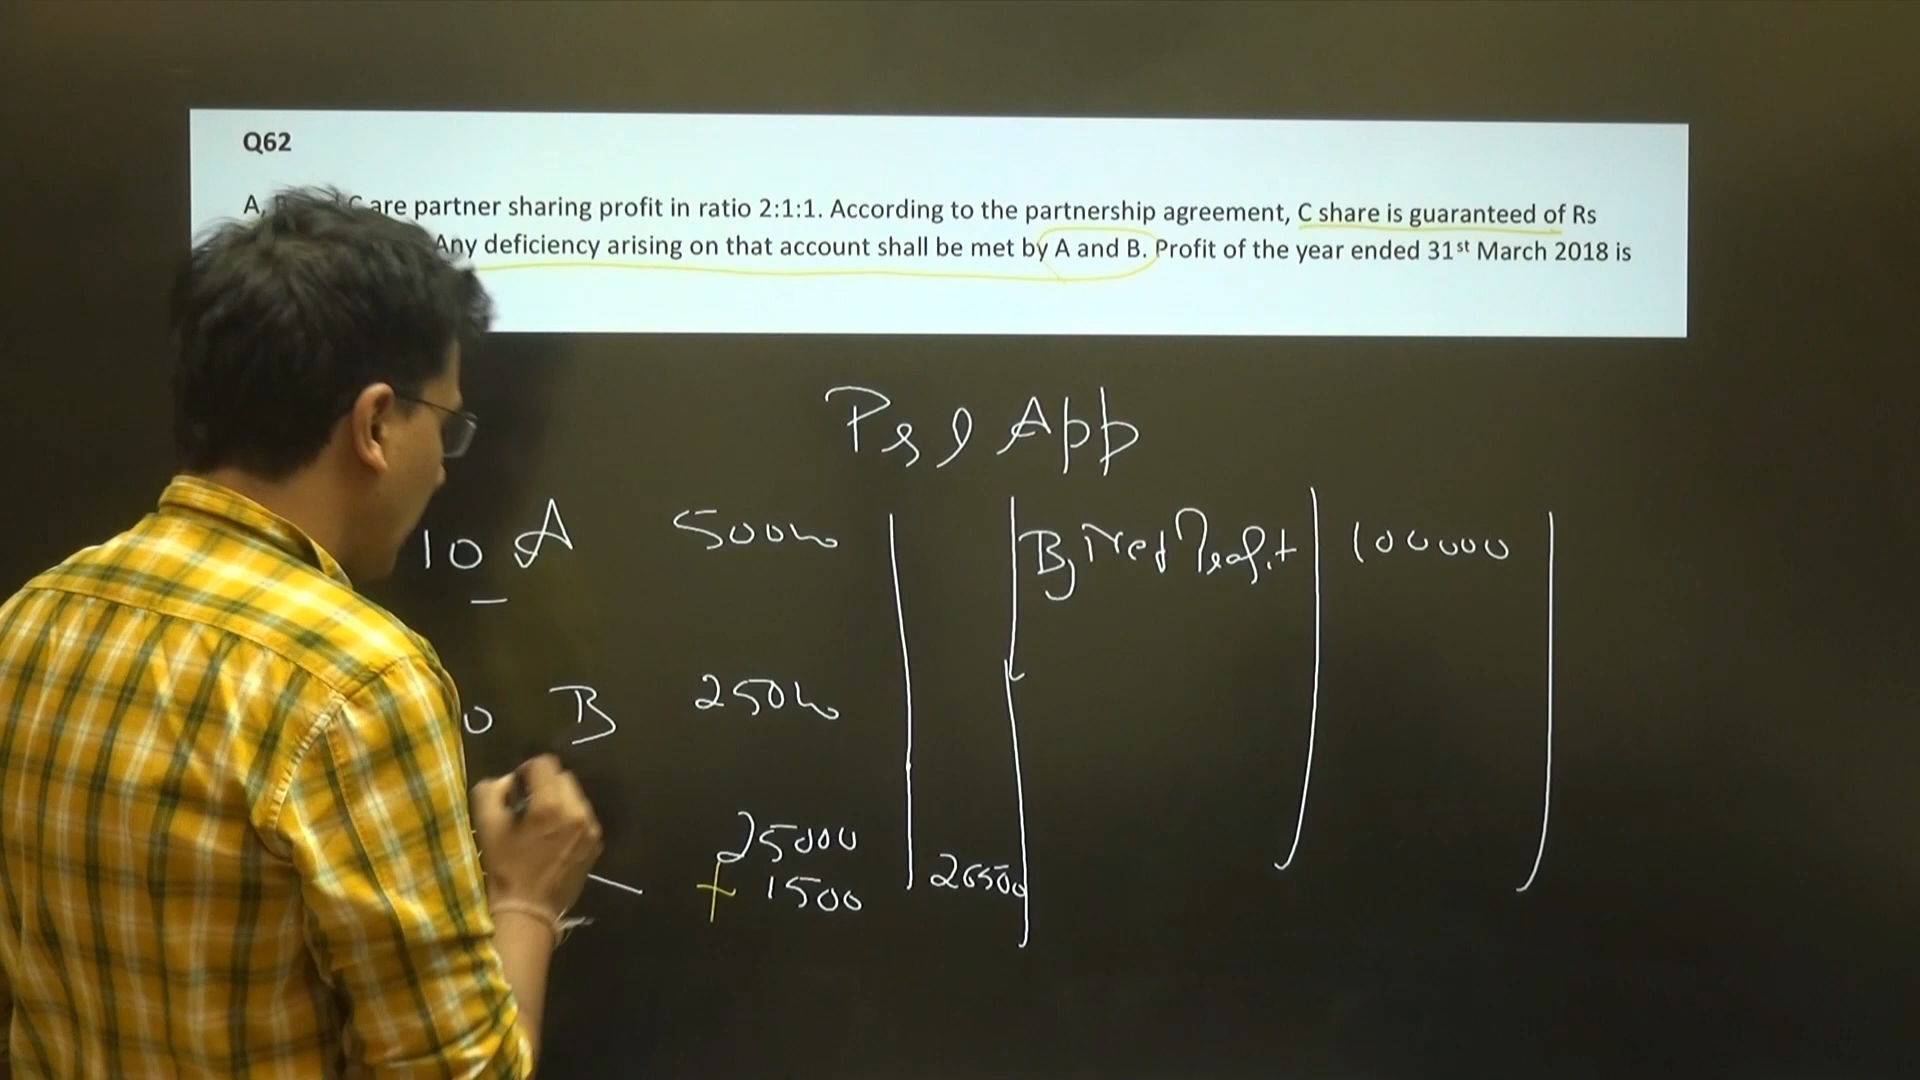 Q62
A, are partner sharing profit in ratio 2:1:1. According to the partnership agreement, C share is guaranteed of Rs
Any deficiency arising on that account shall be met by A and B. Profit of the year ended 31st March 2018 is
P & L App
To A 50000 By Net Profit 100000
B 25000
25000
+ 1500 26500